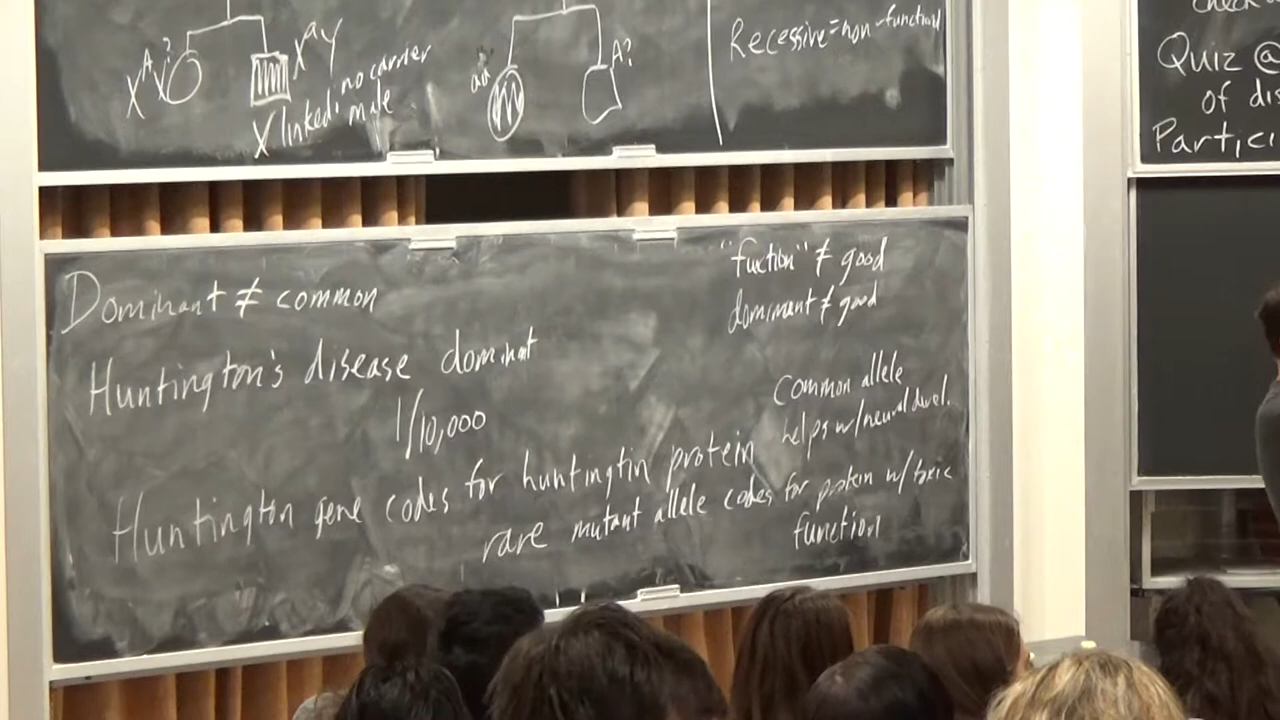 X^A X^?
X^a Y
X linked: no carrier
male
aa
A?
Recessive = non-functional
Quiz @
of dis
Partici
Dominant ≠ common
Huntington's disease dominant
1/10,000
Huntington gene codes for huntingtin protein
rare mutant allele codes for protein w/ toxic
function
"fuction" ≠ good
dominant ≠ good
Common allele
helps w/ neural devel.